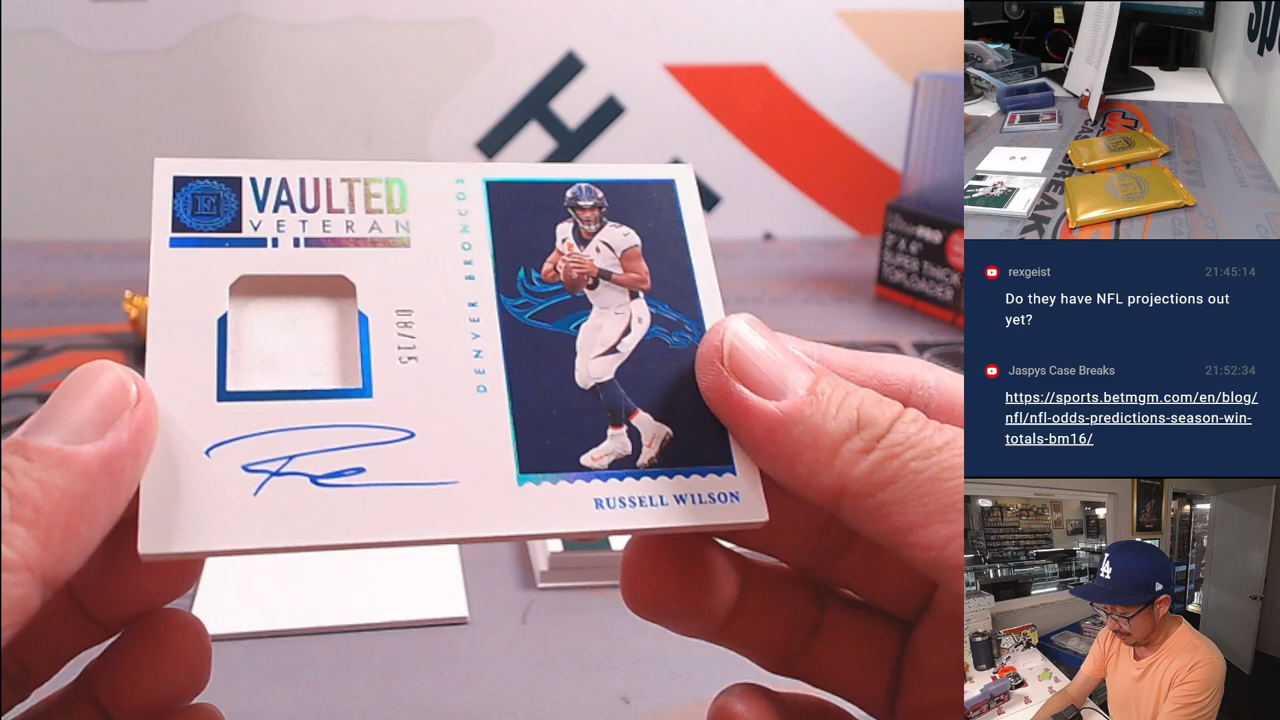 VAULTED
VETERAN
08/15
DENVER BRONCOS
RUSSELL WILSON
E
H
LA
rexgeist
21:45:14
Do they have NFL projections out
yet?
Jaspys Case Breaks
21:52:34
https://sports.betmgm.com/en/blog/
nfl/nfl-odds-predictions-season-win-
totals-bm16/